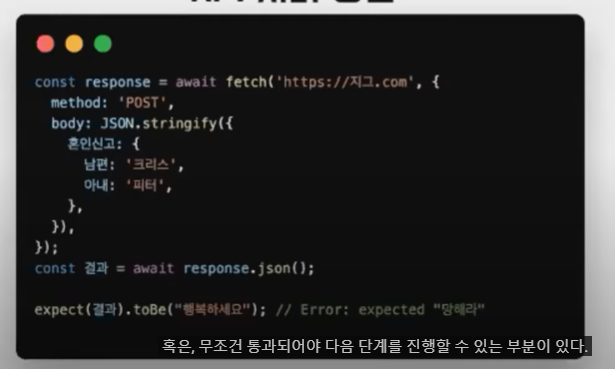 const response = await fetch('https://지그.com', {
  method: 'POST',
  body: JSON.stringify({
    혼인신고: {
      남편: '크리스',
      아내: '피터',
    },
  }),
});
const 결과 = await response.json();
expect(결과).toBe("행복하세요"); // Error: expected "망해라"
혹은, 무조건 통과되어야 다음 단계를 진행할 수 있는 부분이 있다.